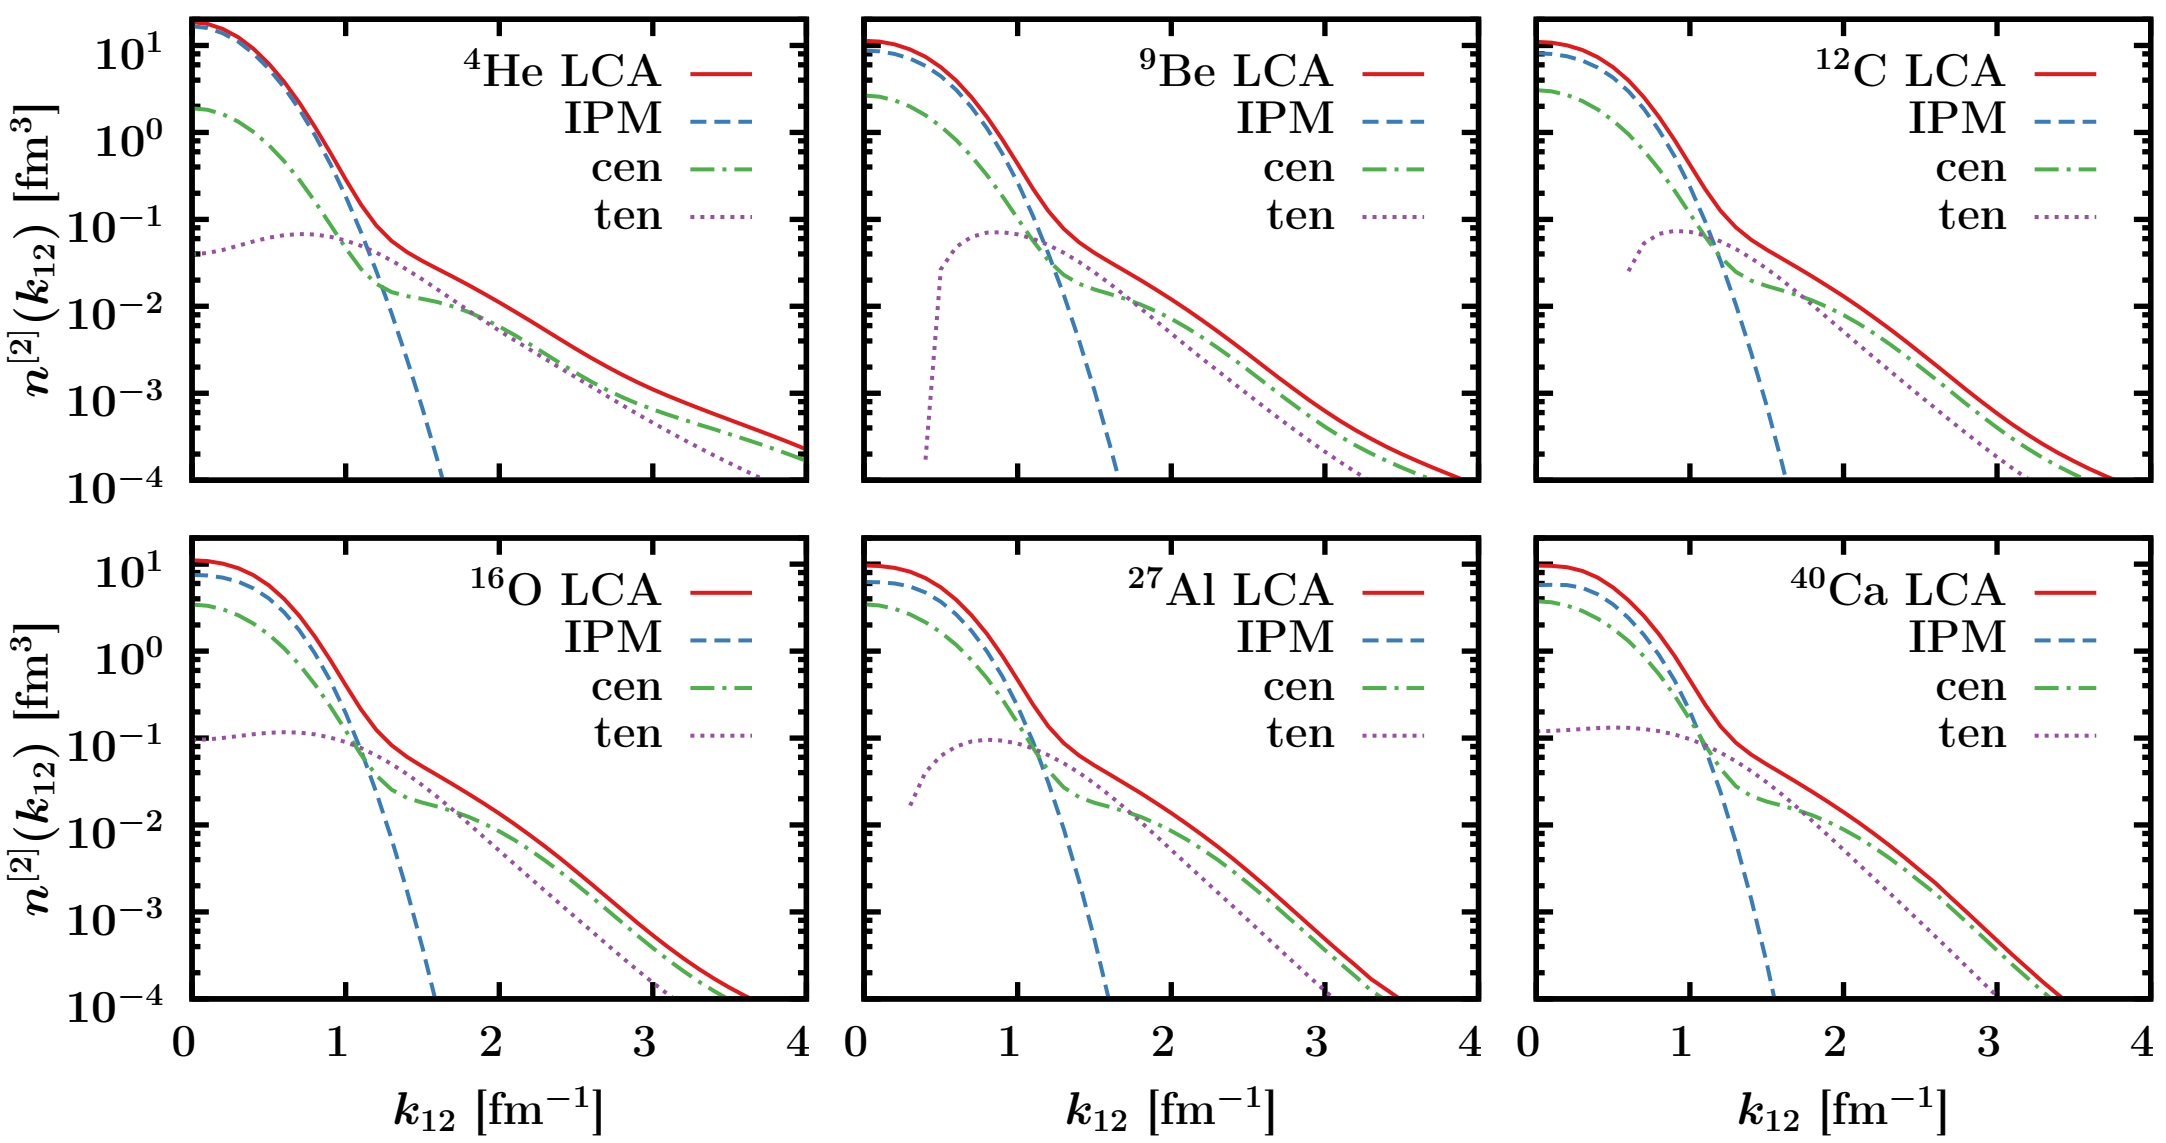 ⁴He LCA
IPM
cen
ten
⁹Be LCA
IPM
cen
ten
¹²C LCA
IPM
cen
ten
n^[2](k₁₂) [fm³]
10¹
10⁰
10⁻¹
10⁻²
10⁻³
10⁻⁴
¹⁶O LCA
IPM
cen
ten
²⁷Al LCA
IPM
cen
ten
⁴⁰Ca LCA
IPM
cen
ten
n^[2](k₁₂) [fm³]
10¹
10⁰
10⁻¹
10⁻²
10⁻³
10⁻⁴
0 1 2 3 4
0 1 2 3 4
0 1 2 3 4
k₁₂ [fm⁻¹]
k₁₂ [fm⁻¹]
k₁₂ [fm⁻¹]